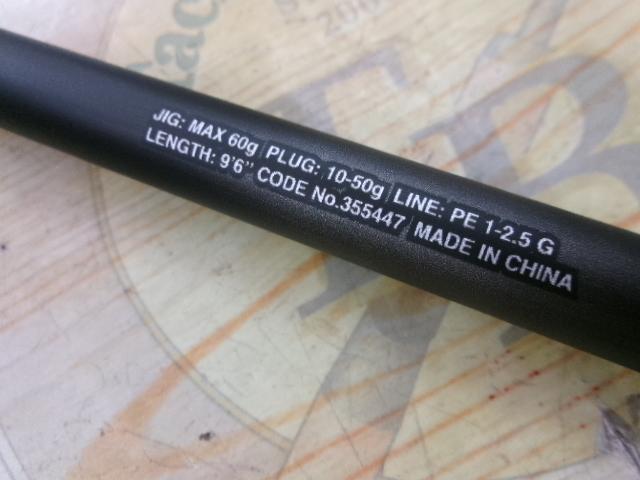 JIG: MAX 60g PLUG: 10-50g LINE: PE 1-2.5 G
LENGTH: 9'6" CODE No.355447 MADE IN CHINA